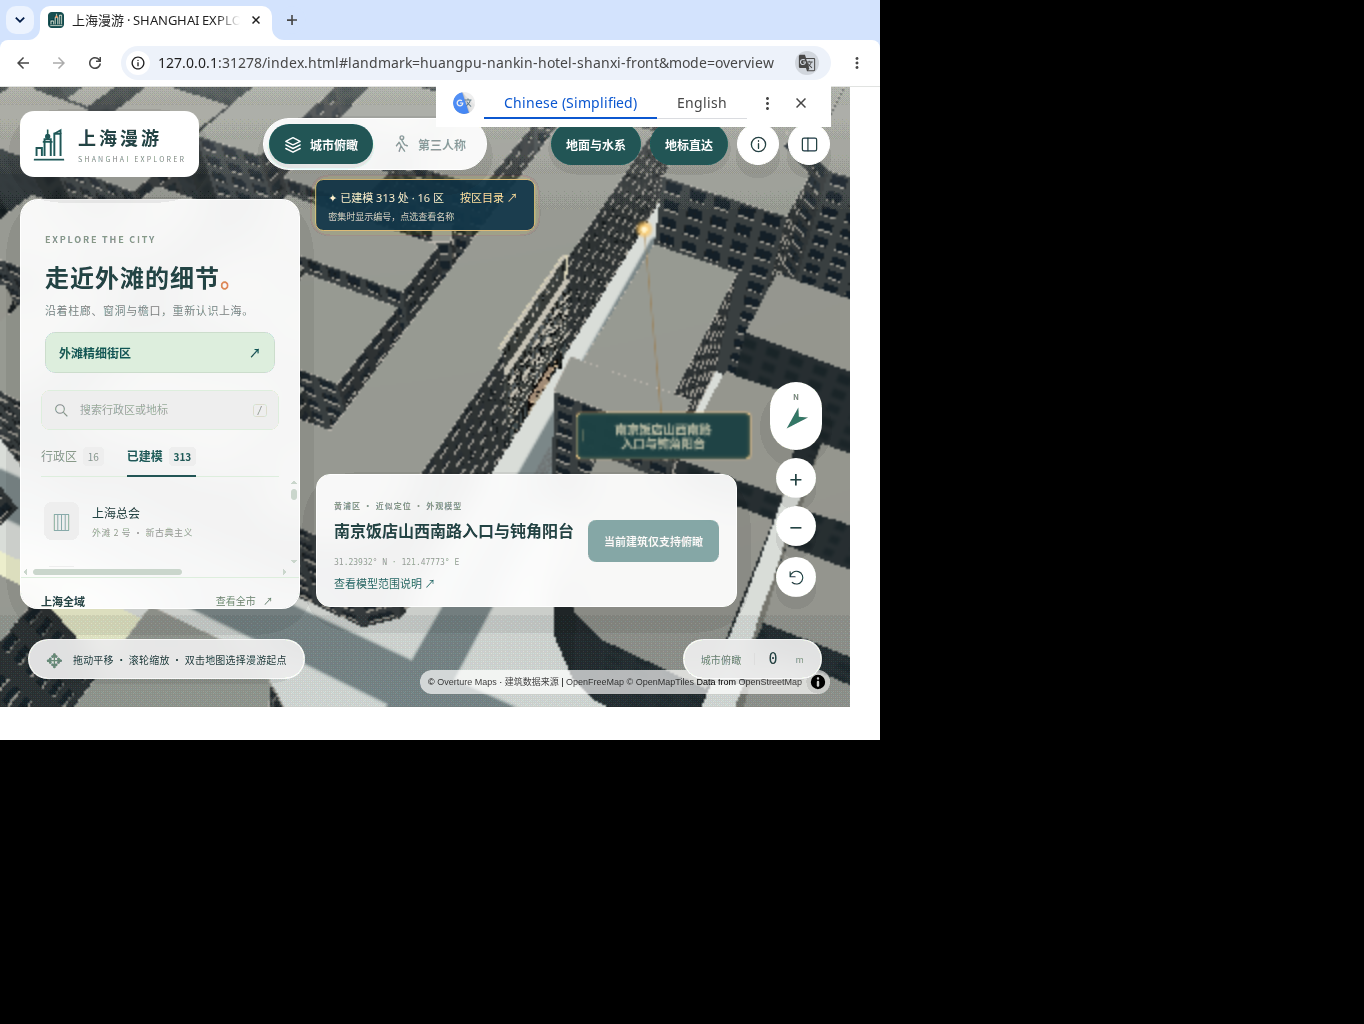 上海漫游 · SHANGHAI EXPLO
127.0.0.1:31278/index.html#landmark=huangpu-nankin-hotel-shanxi-front&mode=overview
Chinese (Simplified)
English
上海漫游
SHANGHAI EXPLORER
城市俯瞰
第三人称
地面与水系
地标直达
✦ 已建模 313 处 · 16 区
按区目录 ↗
密集时显示编号，点选查看名称
EXPLORE THE CITY
走近外滩的细节。
沿着柱廊、窗洞与檐口，重新认识上海。
外滩精细街区 ↗
搜索行政区或地标 /
行政区 16
已建模 313
上海总会
外滩 2 号 · 新古典主义
上海全域
查看全市 ↗
南京饭店山西南路
入口与钝角阳台
N
黄浦区 · 近似定位 · 外观模型
南京饭店山西南路入口与钝角阳台
当前建筑仅支持俯瞰
31.23932° N · 121.47773° E
查看模型范围说明 ↗
拖动平移 · 滚轮缩放 · 双击地图选择漫游起点
城市俯瞰 0 m
© Overture Maps · 建筑数据来源 | OpenFreeMap © OpenMapTiles Data from OpenStreetMap